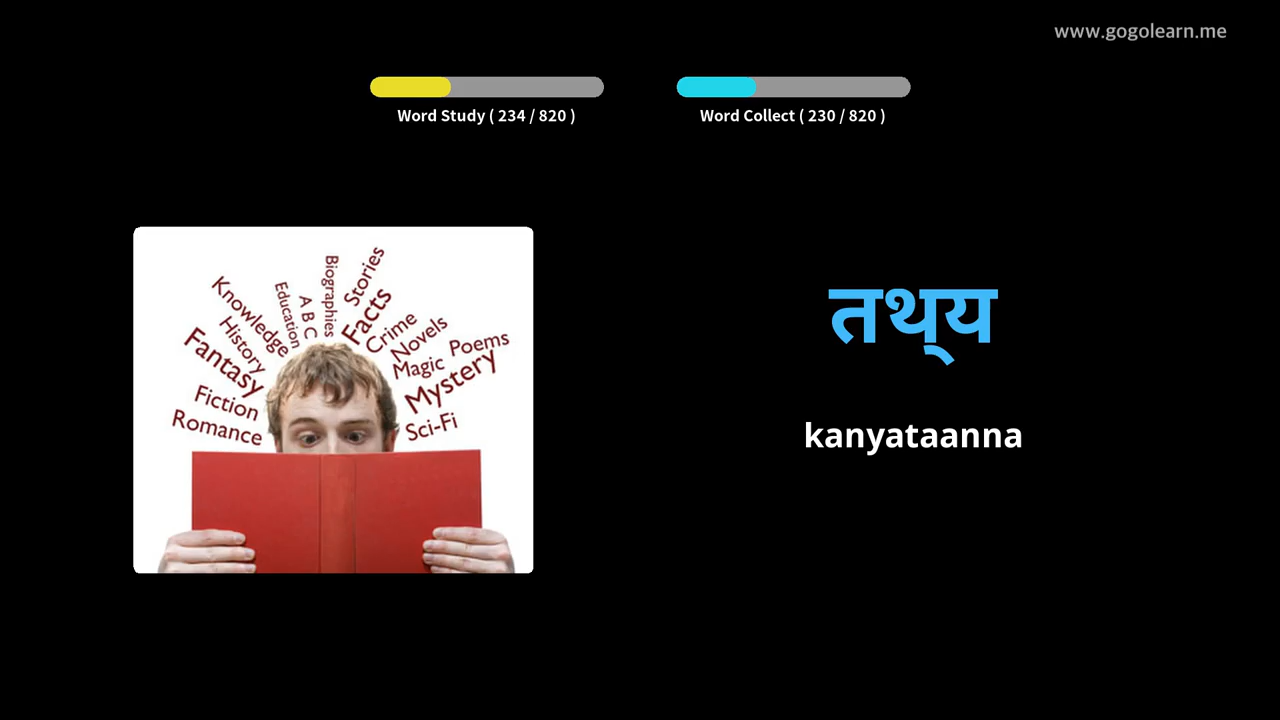 www.gogolearn.me
Word Study ( 234 / 820 )
Word Collect ( 230 / 820 )
Biographies
Stories
Education
A B C
Facts
Knowledge
Crime
History
Novels
Poems
Fantasy
Magic
Mystery
Fiction
Romance
Sci-Fi
तथ्‌य
kanyataanna